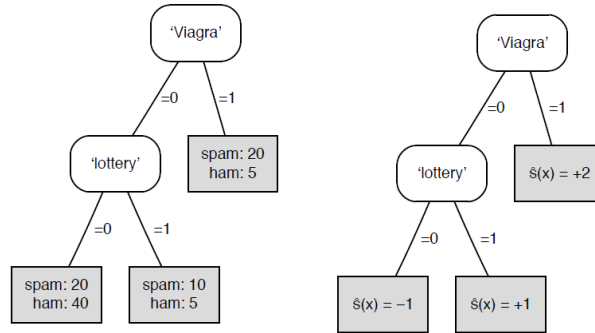 'Viagra'
=0
=1
'lottery'
spam: 20
ham: 5
=0
=1
spam: 20
ham: 40
spam: 10
ham: 5
'Viagra'
=0
=1
'lottery'
ŝ(x) = +2
=0
=1
ŝ(x) = −1
ŝ(x) = +1